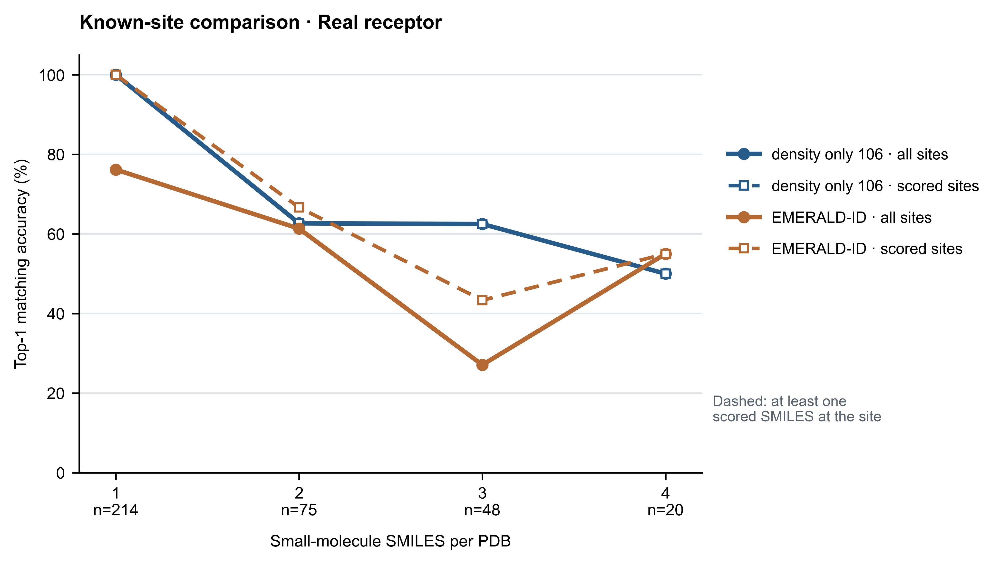 Known-site comparison · Real receptor
Top-1 matching accuracy (%)
100
80
60
40
20
0
1
n=214
2
n=75
3
n=48
4
n=20
Small-molecule SMILES per PDB
density only 106 · all sites
density only 106 · scored sites
EMERALD-ID · all sites
EMERALD-ID · scored sites
Dashed: at least one
scored SMILES at the site